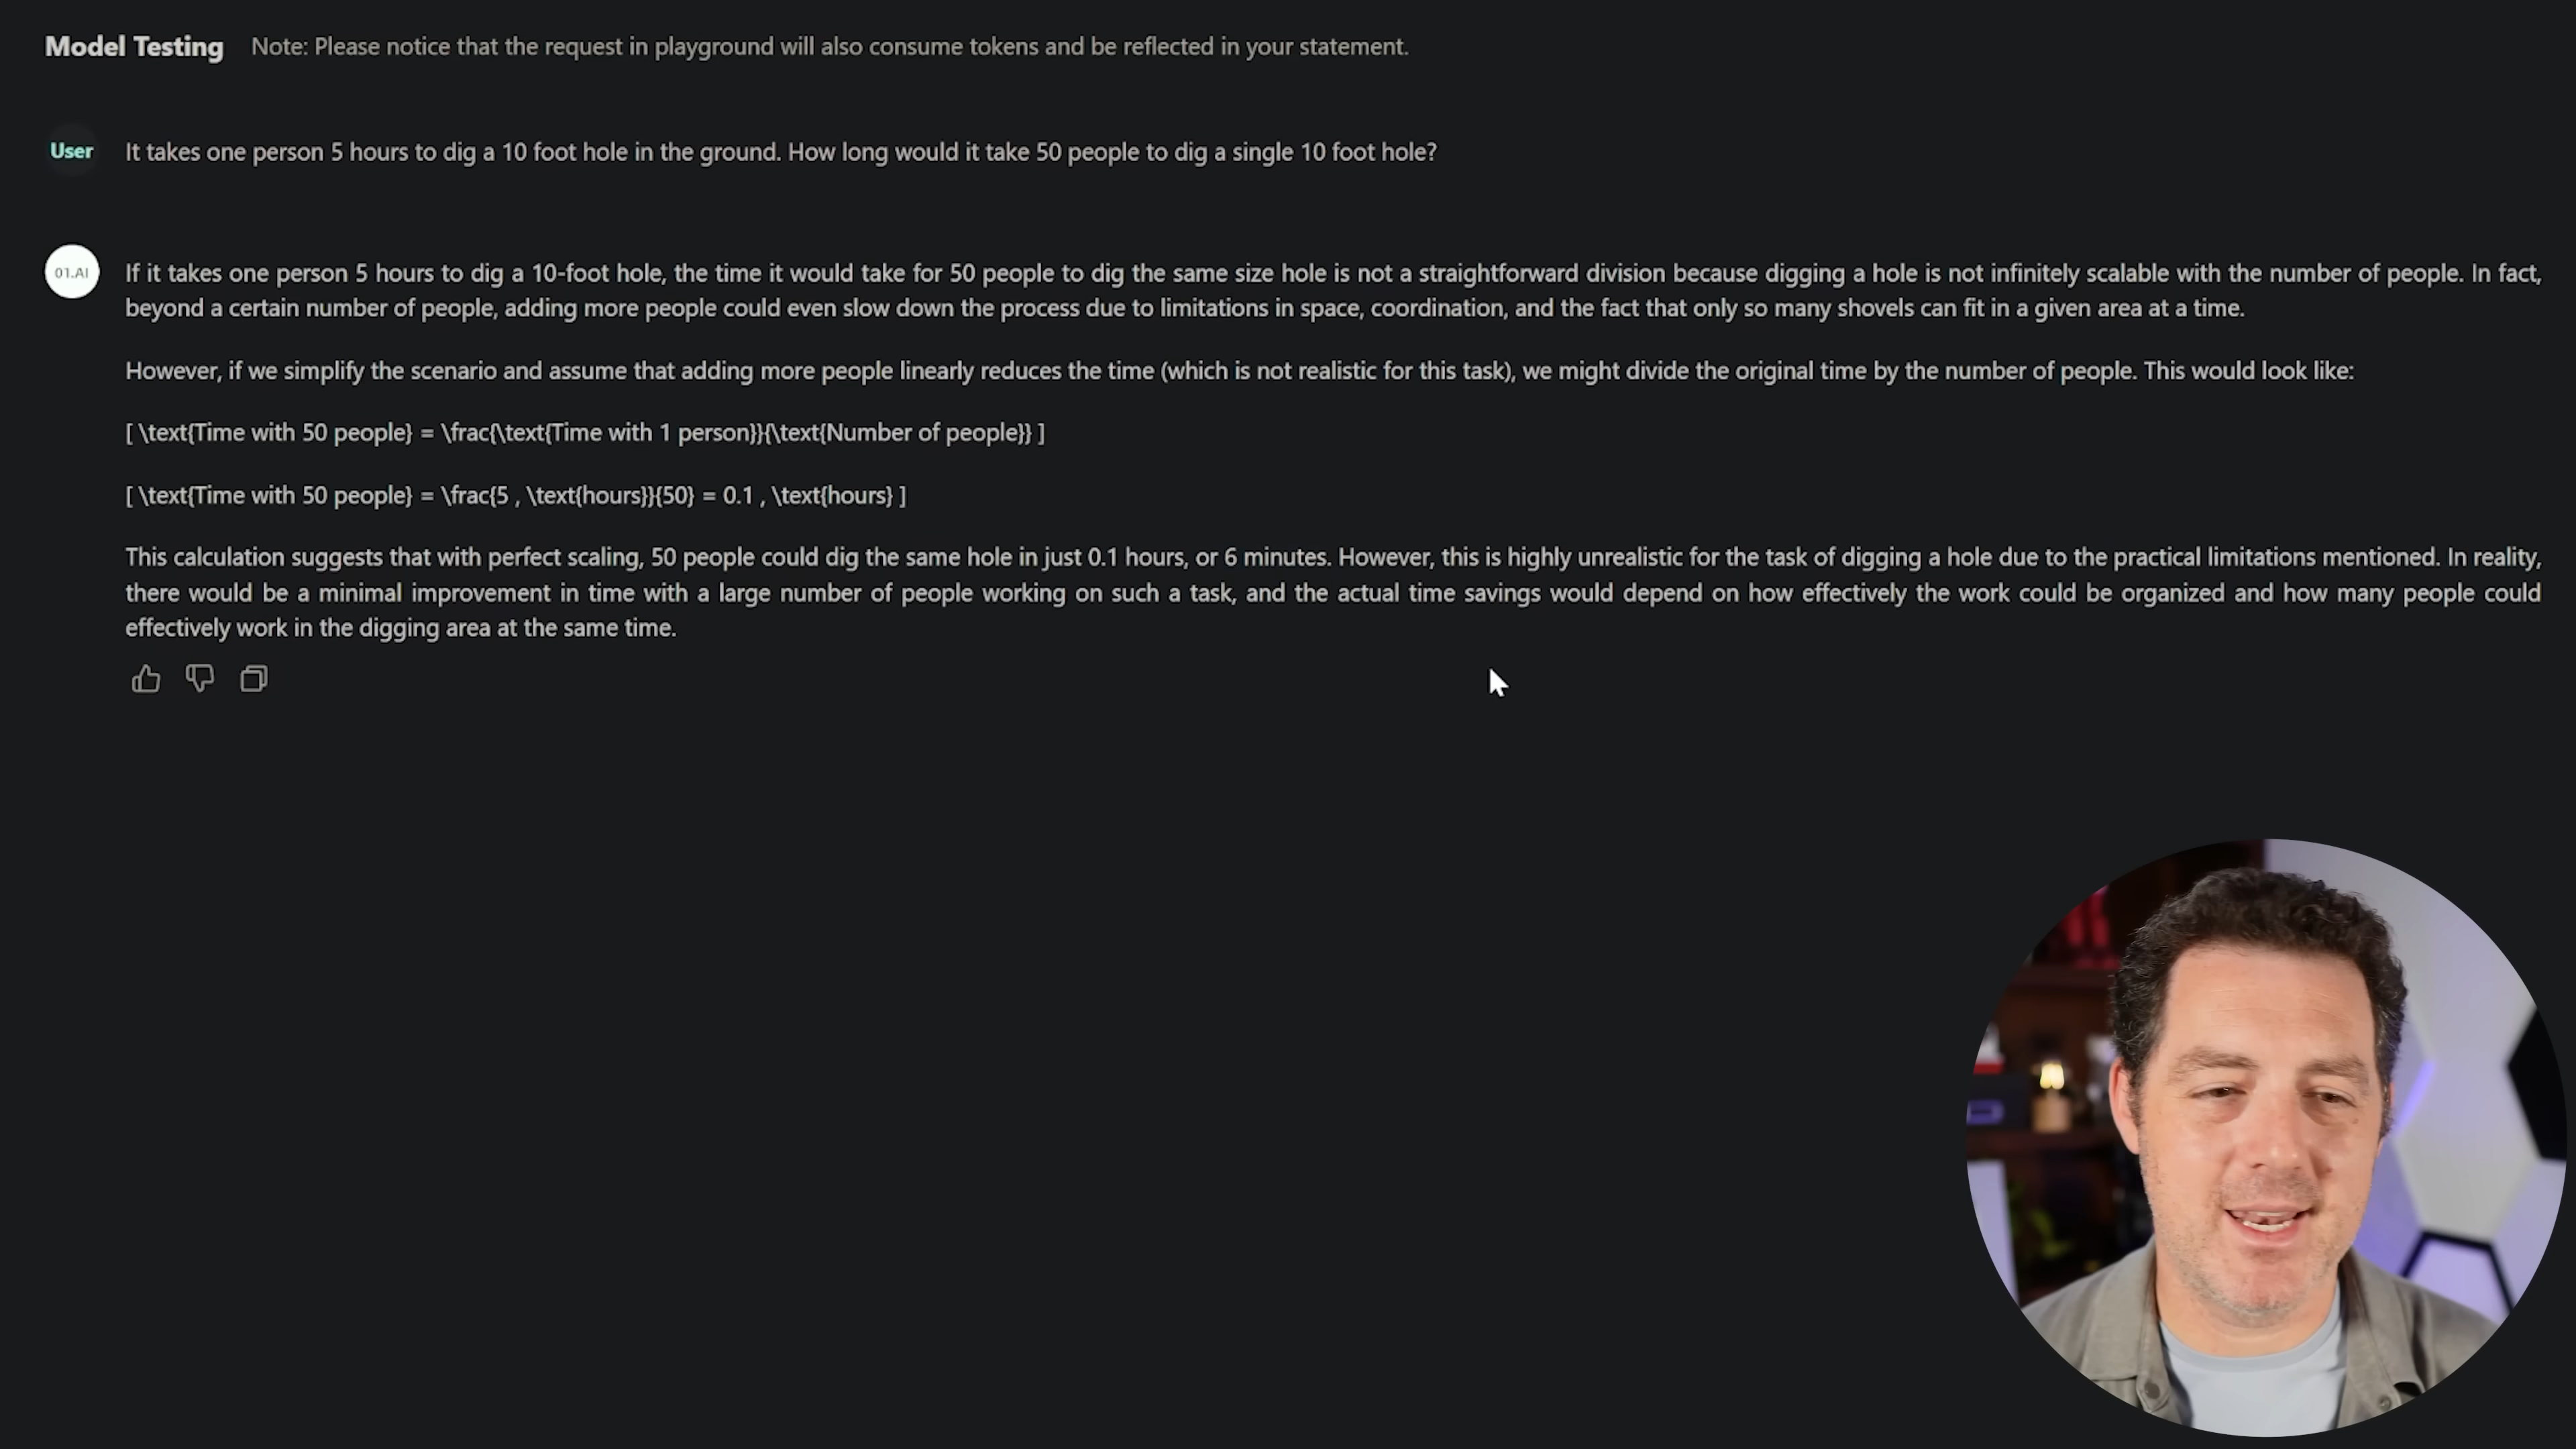 Model Testing Note: Please notice that the request in playground will also consume tokens and be reflected in your statement.
User It takes one person 5 hours to dig a 10 foot hole in the ground. How long would it take 50 people to dig a single 10 foot hole?
01.AI If it takes one person 5 hours to dig a 10-foot hole, the time it would take for 50 people to dig the same size hole is not a straightforward division because digging a hole is not infinitely scalable with the number of people. In fact,
beyond a certain number of people, adding more people could even slow down the process due to limitations in space, coordination, and the fact that only so many shovels can fit in a given area at a time.
However, if we simplify the scenario and assume that adding more people linearly reduces the time (which is not realistic for this task), we might divide the original time by the number of people. This would look like:
[ \text{Time with 50 people} = \frac{\text{Time with 1 person}}{\text{Number of people}} ]
[ \text{Time with 50 people} = \frac{5 , \text{hours}}{50} = 0.1 , \text{hours} ]
This calculation suggests that with perfect scaling, 50 people could dig the same hole in just 0.1 hours, or 6 minutes. However, this is highly unrealistic for the task of digging a hole due to the practical limitations mentioned. In reality,
there would be a minimal improvement in time with a large number of people working on such a task, and the actual time savings would depend on how effectively the work could be organized and how many people could
effectively work in the digging area at the same time.